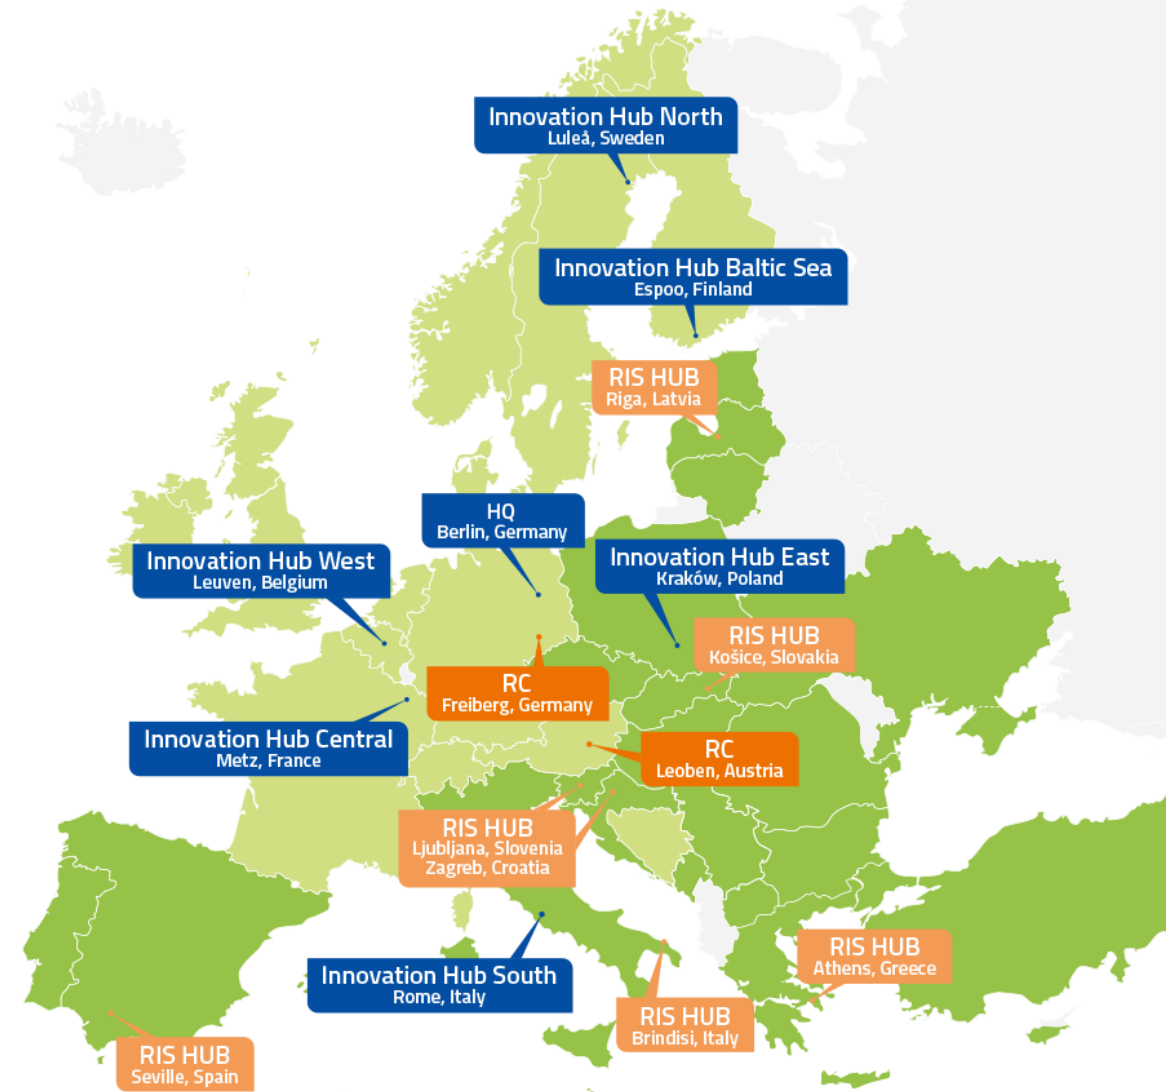 Innovation Hub North
Luleå, Sweden
Innovation Hub Baltic Sea
Espoo, Finland
RIS HUB
Riga, Latvia
HQ
Berlin, Germany
Innovation Hub West
Leuven, Belgium
Innovation Hub East
Kraków, Poland
RIS HUB
Košice, Slovakia
RC
Freiberg, Germany
Innovation Hub Central
Metz, France
RC
Leoben, Austria
RIS HUB
Ljubljana, Slovenia
Zagreb, Croatia
Innovation Hub South
Rome, Italy
RIS HUB
Athens, Greece
RIS HUB
Brindisi, Italy
RIS HUB
Seville, Spain